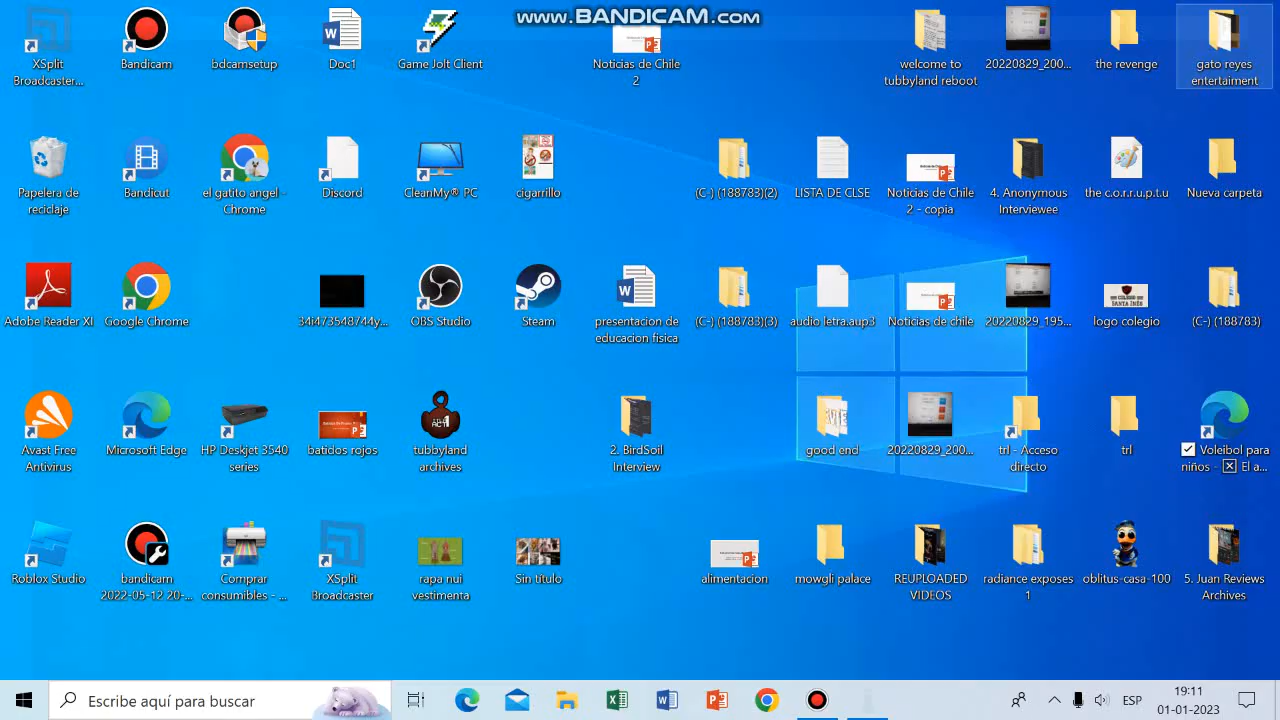 www.BANDICAM.com
XSplit
Broadcaster...
Bandicam
bdcamsetup
Doc1
Game Jolt Client
Noticias de Chile
2
welcome to
tubbyland reboot
20220829_200...
the revenge
gato reyes
entertaiment
Papelera de
reciclaje
Bandicut
el gatito angel -
Chrome
Discord
CleanMy® PC
cigarrillo
(C-) (188783)(2)
LISTA DE CLSE
Noticias de Chile
2 - copia
4. Anonymous
Interviewee
the c.o.r.r.u.p.t.u
Nueva carpeta
Adobe Reader XI
Google Chrome
34i473548744y...
OBS Studio
Steam
presentacion de
educacion fisica
(C-) (188783)(3)
audio letra.aup3
Noticias de chile
20220829_195...
COLEGIO
SANTA INÉS
logo colegio
(C-) (188783)
Avast Free
Antivirus
Microsoft Edge
HP Deskjet 3540
series
batidos rojos
tubbyland
archives
2. BirdSoil
Interview
good end
20220829_200...
trl - Acceso
directo
trl
Voleibol para
niños - El a...
Roblox Studio
bandicam
2022-05-12 20-...
Comprar
consumibles - ...
XSplit
Broadcaster
rapa nui
vestimenta
Sin título
alimentacion
mowgli palace
REUPLOADED
VIDEOS
radiance exposes
1
oblitus-casa-100
5. Juan Reviews
Archives
Escribe aquí para buscar
ESP
19:11
01-01-2023